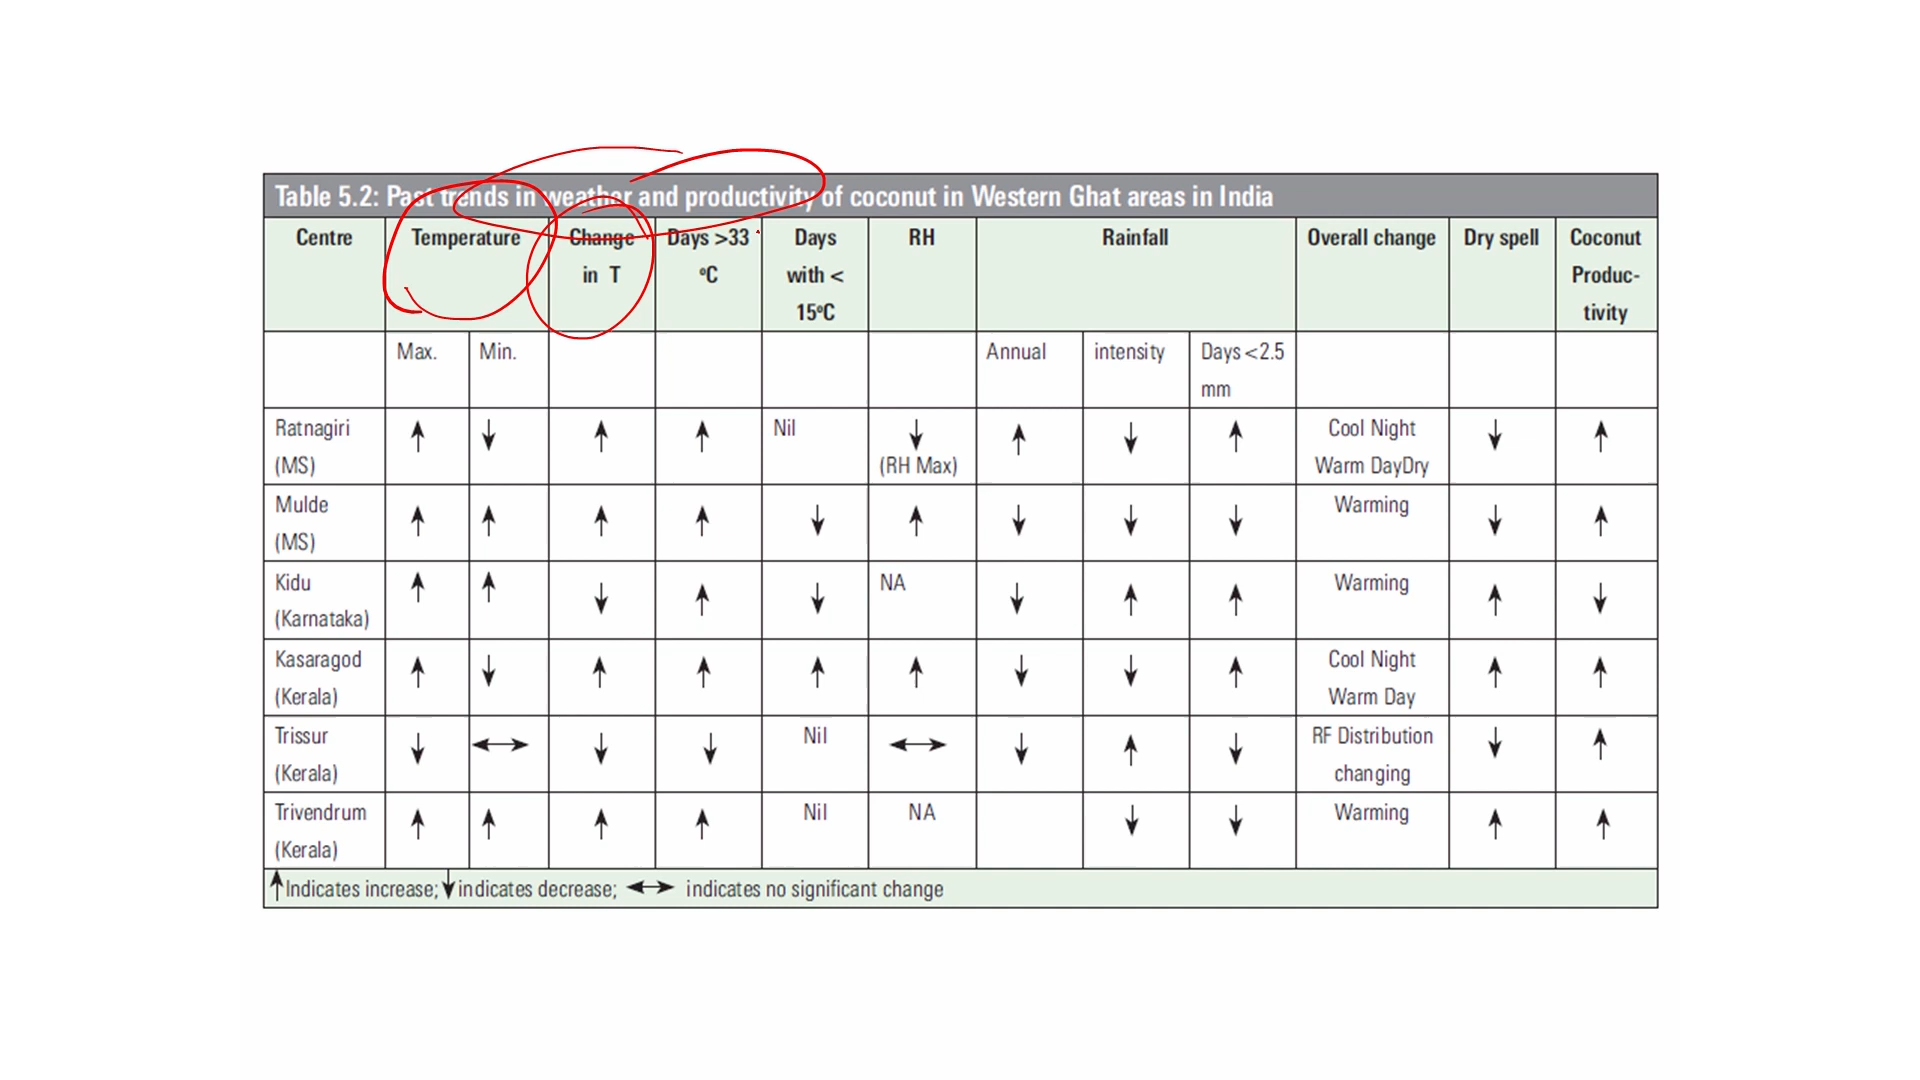 Table 5.2: Past trends in weather and productivity of coconut in Western Ghat areas in India
Centre Temperature Change in T Days >33 ºC Days with < 15ºC RH Rainfall Overall change Dry spell Coconut Produc-tivity
Max. Min. Annual intensity Days <2.5 mm
Ratnagiri (MS) ↑ ↓ ↑ ↑ Nil ↓ (RH Max) ↑ ↓ ↑ Cool Night Warm DayDry ↓ ↑
Mulde (MS) ↑ ↑ ↑ ↑ ↓ ↑ ↓ ↓ ↓ Warming ↓ ↑
Kidu (Karnataka) ↑ ↑ ↓ ↑ ↓ NA ↓ ↑ ↑ Warming ↑ ↓
Kasaragod (Kerala) ↑ ↓ ↑ ↑ ↑ ↑ ↓ ↓ ↑ Cool Night Warm Day ↑ ↑
Trissur (Kerala) ↓ ↔ ↓ ↓ Nil ↔ ↓ ↑ ↓ RF Distribution changing ↓ ↑
Trivendrum (Kerala) ↑ ↑ ↑ ↑ Nil NA ↓ ↓ Warming ↑ ↑
↑ Indicates increase; ↓ indicates decrease; ↔ indicates no significant change